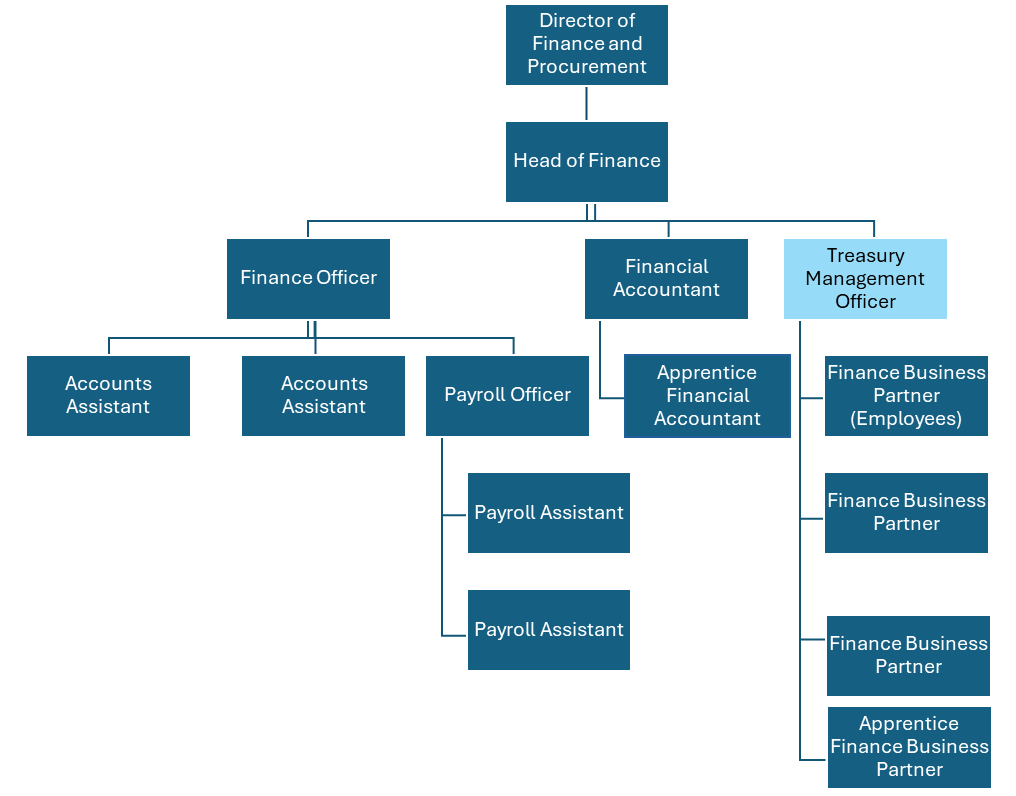 Director of
Finance and
Procurement
Head of Finance
Finance Officer
Financial
Accountant
Treasury
Management
Officer
Accounts
Assistant
Accounts
Assistant
Payroll Officer
Apprentice
Financial
Accountant
Finance Business
Partner
(Employees)
Payroll Assistant
Finance Business
Partner
Payroll Assistant
Finance Business
Partner
Apprentice
Finance Business
Partner